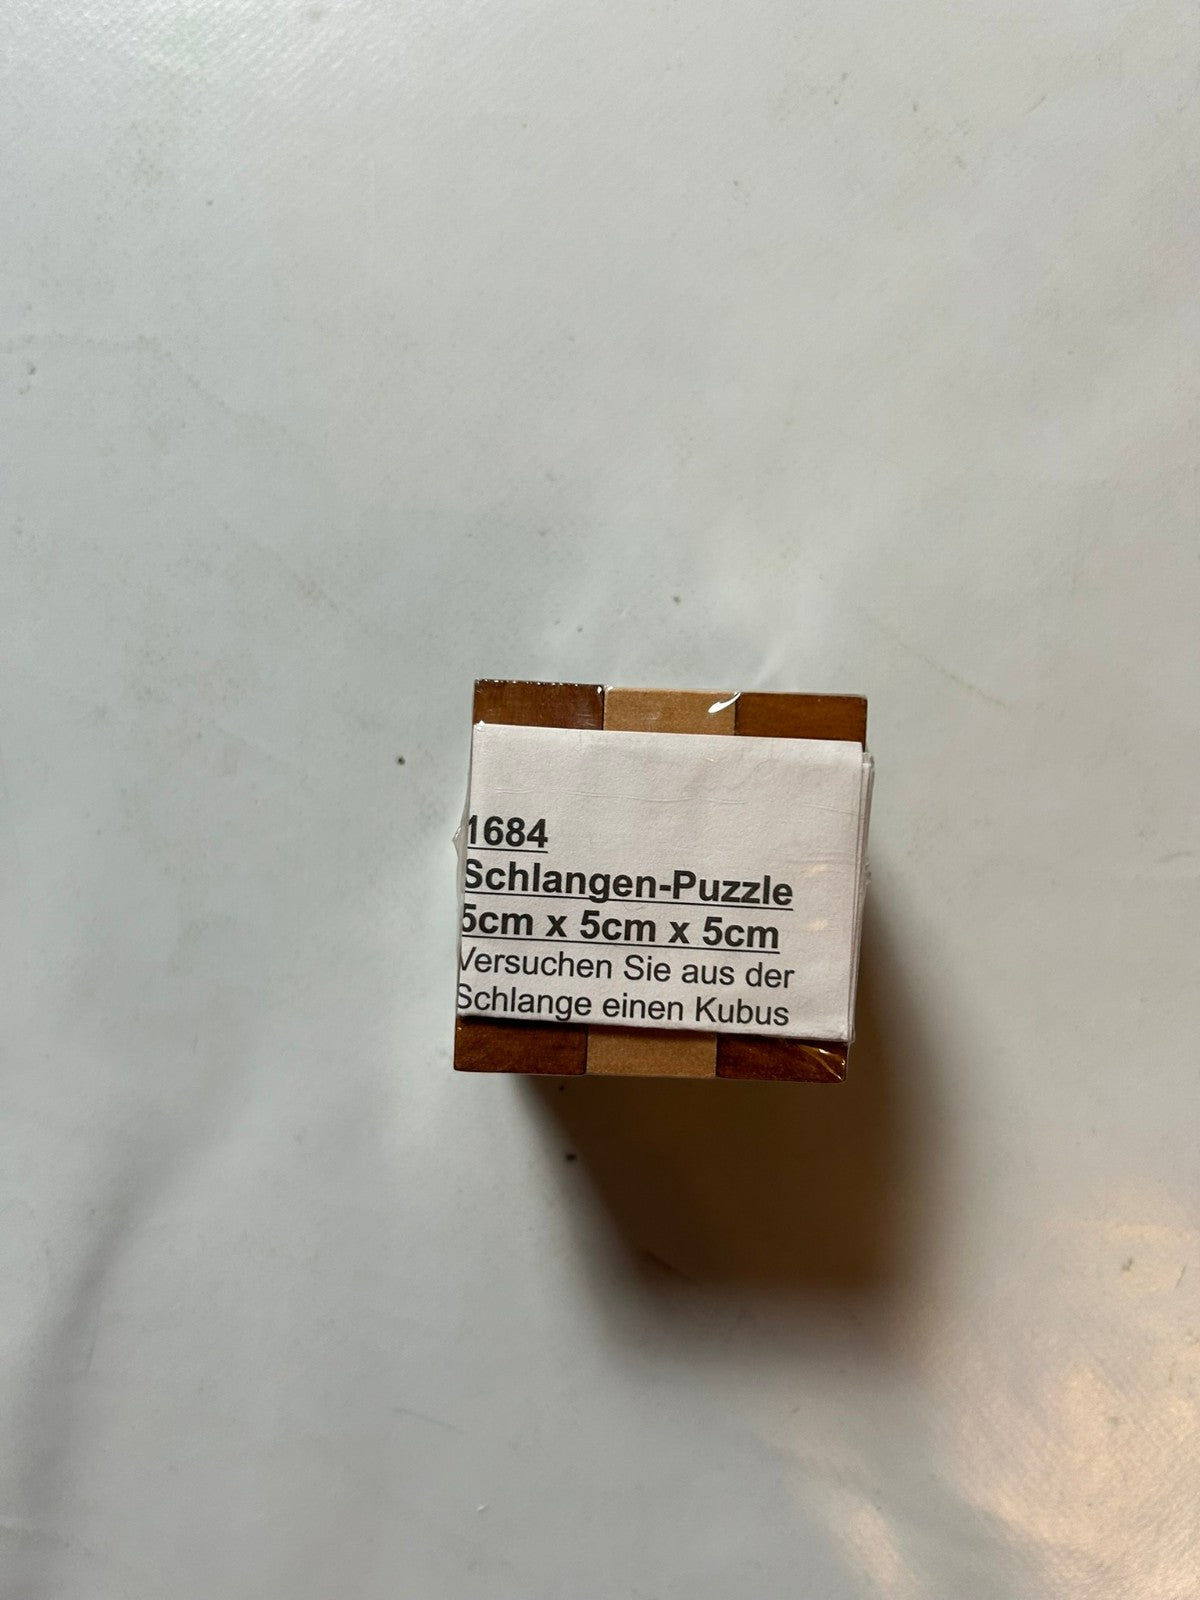 1684
Schlangen-Puzzle
5cm x 5cm x 5cm
Versuchen Sie aus der
Schlange einen Kubus